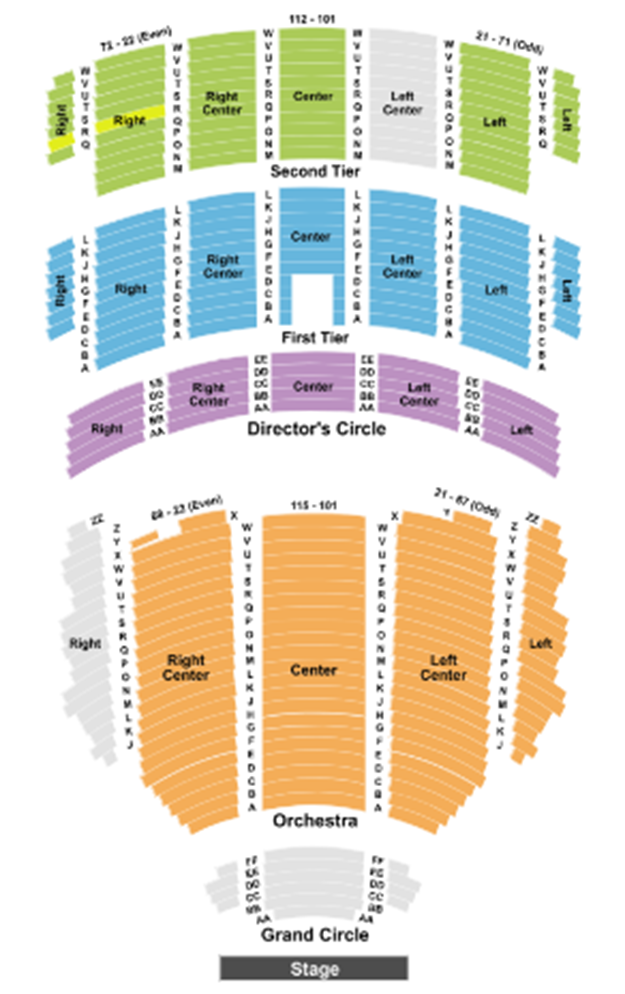 112 - 101
72 - 22 (Even)
21 - 71 (Odd)
W W W W W W
V V V V V V
U U U U U U
T T T T T T
S S S S S S
R R R R R R
Q Q Q Q Q Q
P P P P
O O O O
N N N N
M M M M
Right
Right
Right
Center
Center
Left
Center
Left
Left
Second Tier
L L L L L L
K K K K K K
J J J J J J
H H H H H H
G G G G G G
F F F F F F
E E E E E E
D D D D D D
C C C C C C
B B B B B B
A A A A A A
Right
Right
Right
Center
Center
Left
Center
Left
Left
First Tier
EE EE EE EE
DD DD DD DD
CC CC CC CC
BB BB BB BB
AA AA AA AA
Right
Right
Center
Center
Left
Center
Left
Director's Circle
68 - 22 (Even)
115 - 101
21 - 67 (Odd)
ZZ ZZ
Z X X Y Z
Y W W Y
X V V X
W U U W
V T T V
U S S U
T R R T
S Q Q S
R P P R
Q O O Q
P N N P
O M M O
N L L N
M K K M
L J J L
K H H K
J G G J
F F
E E
D D
C C
B B
A A
Right
Right
Center
Center
Left
Center
Left
Orchestra
FF FF
EE EE
DD DD
CC CC
BB BB
AA AA
Grand Circle
Stage